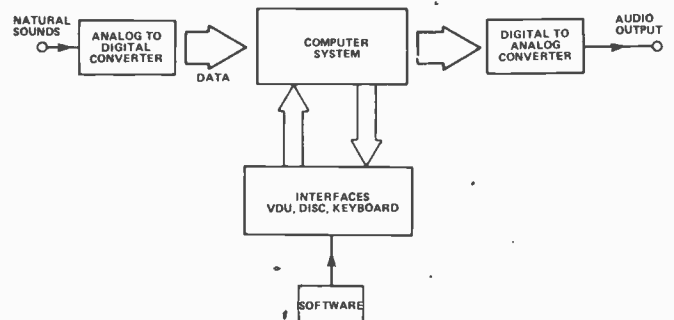 NATURAL
SOUNDS
ANALOG TO
DIGITAL
CONVERTER
DATA
COMPUTER
SYSTEM
DIGITAL TO
ANALOG
CONVERTER
AUDIO
OUTPUT
INTERFACES
VDU, DISC, KEYBOARD
SOFTWARE